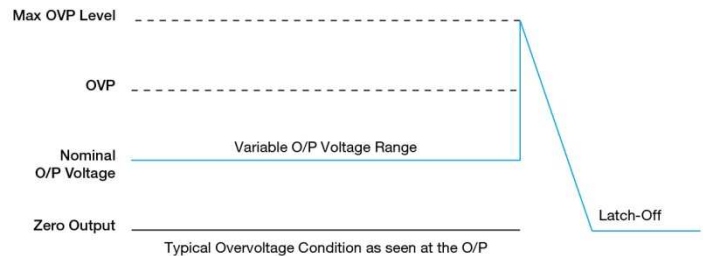 Max OVP Level
OVP
Variable O/P Voltage Range
Nominal
O/P Voltage
Zero Output
Latch-Off
Typical Overvoltage Condition as seen at the O/P